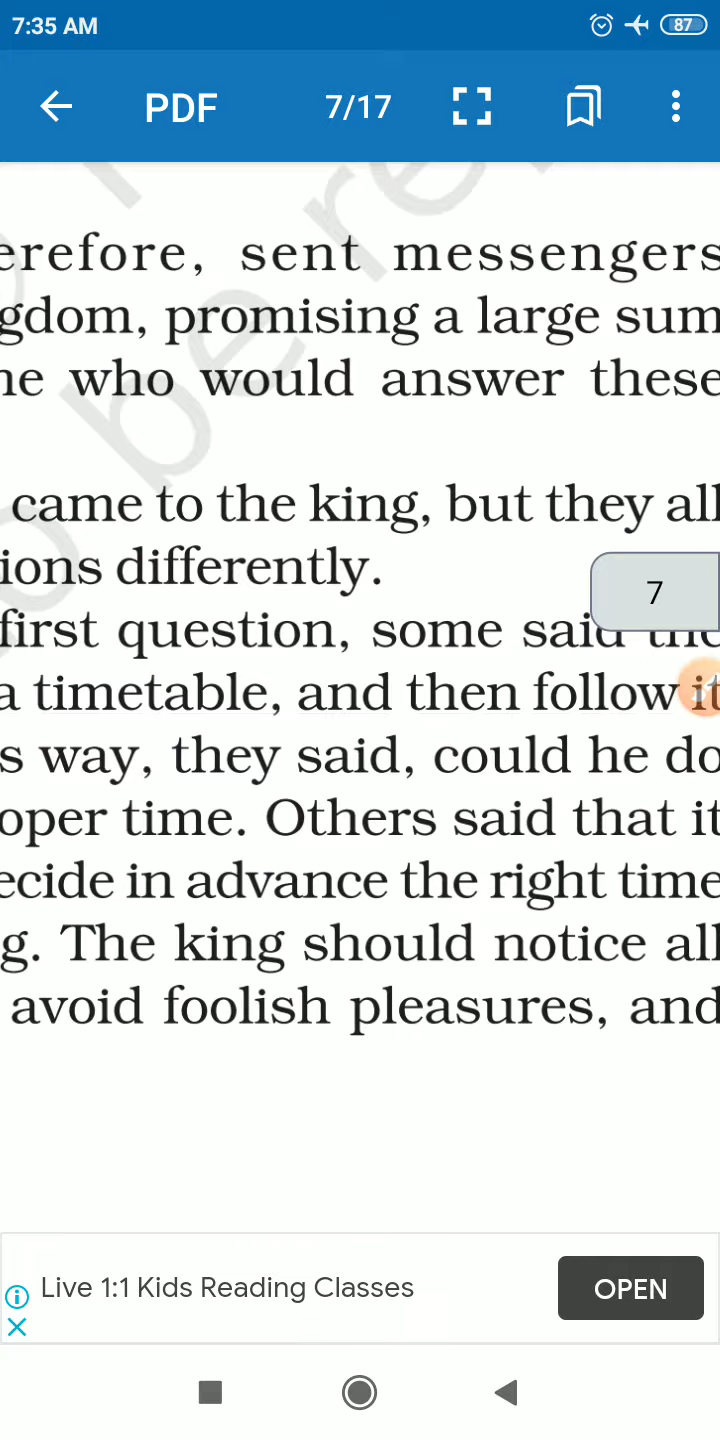 7:35 AM
87
PDF
7/17
erefore, sent messengers
gdom, promising a large sum
ne who would answer these
came to the king, but they all
ions differently.
7
first question, some said the
a timetable, and then follow it
s way, they said, could he do
oper time. Others said that it
ecide in advance the right time
g. The king should notice all
avoid foolish pleasures, and
Live 1:1 Kids Reading Classes
OPEN